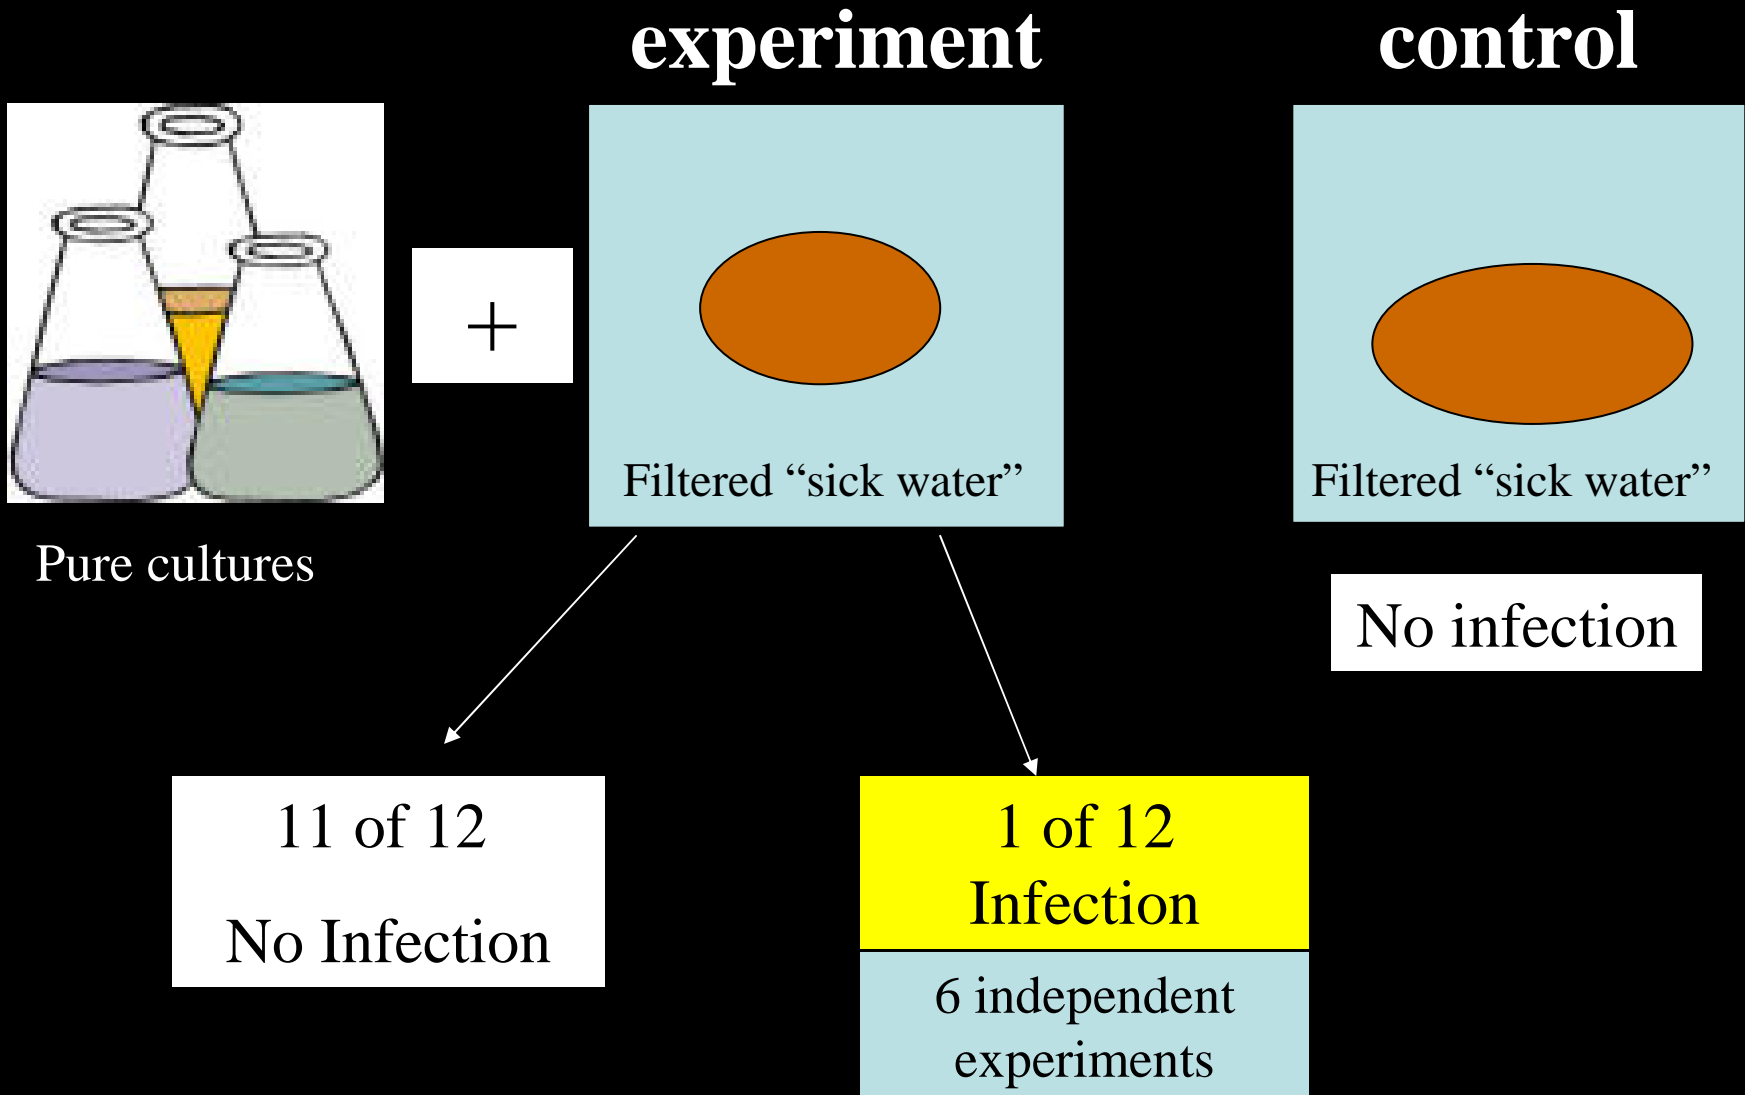 experiment
control
+
Filtered “sick water”
Filtered “sick water”
Pure cultures
No infection
11 of 12
No Infection
1 of 12
Infection
6 independent
experiments